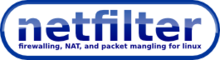 netfilter
firewalling, NAT, and packet mangling for linux